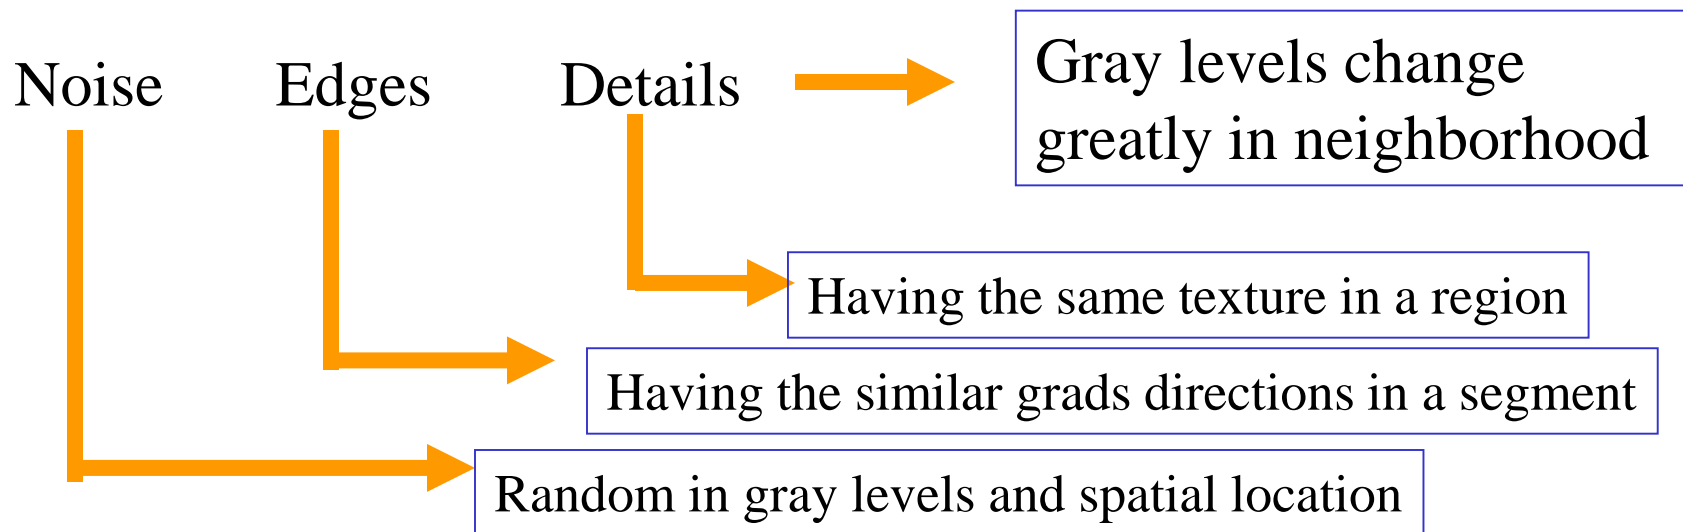 Noise Edges Details
Gray levels change
greatly in neighborhood
Having the same texture in a region
Having the similar grads directions in a segment
Random in gray levels and spatial location